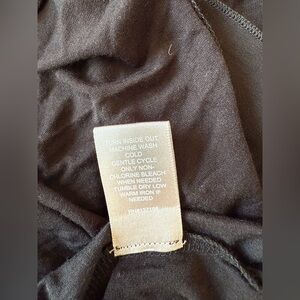 TURN INSIDE OUT
MACHINE WASH
COLD
GENTLE CYCLE
ONLY NON-
CHLORINE BLEACH
WHEN NEEDED
TUMBLE DRY LOW
WARM IRON IF
NEEDED